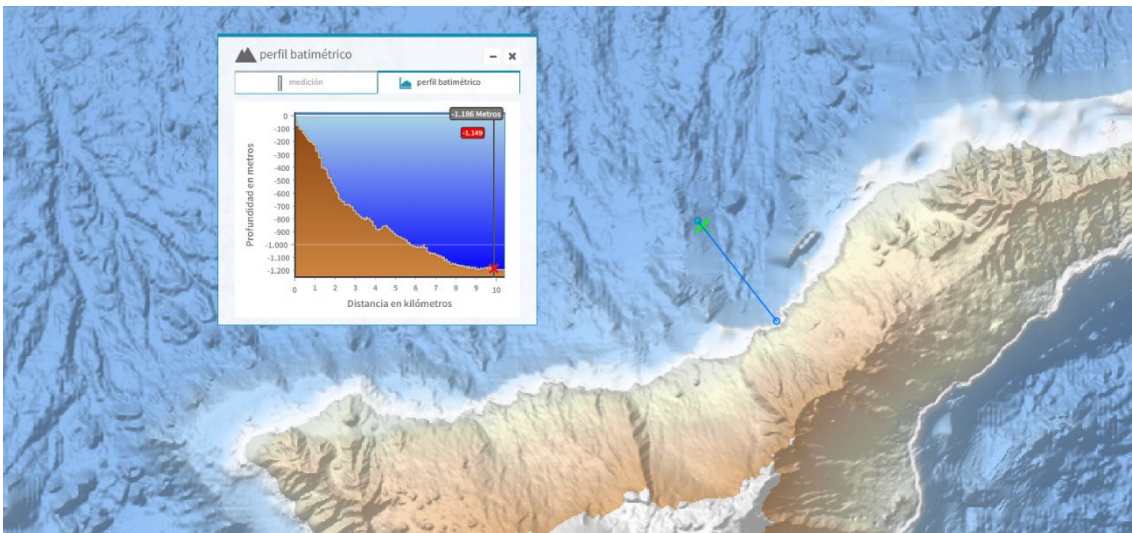 perfil batimétrico
medición
perfil batimétrico
-1.186 Metros
-1.149
0
-100
-200
-300
-400
-500
-600
-700
-800
-900
-1.000
-1.100
-1.200
Profundidad en metros
0 1 2 3 4 5 6 7 8 9 10
Distancia en kilómetros